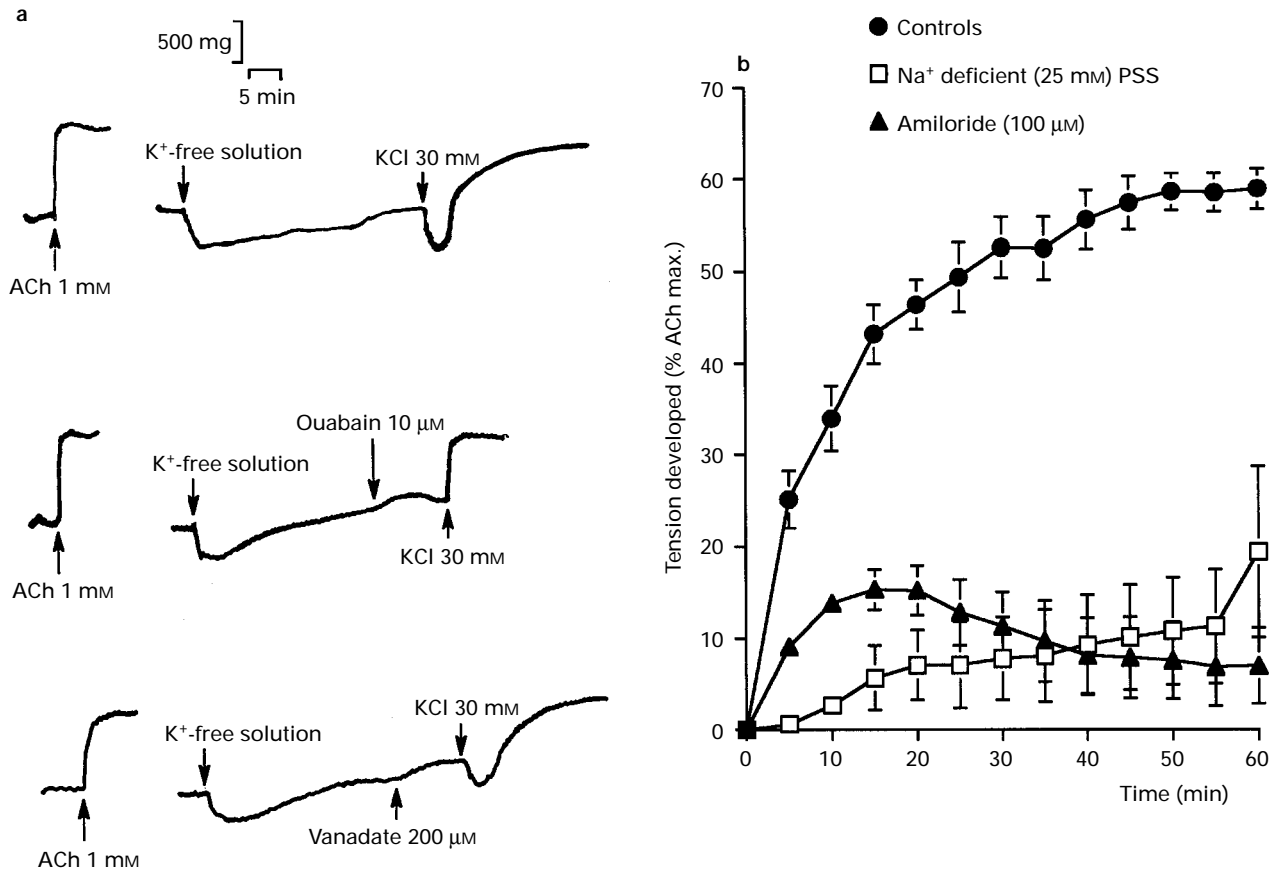 a
500 mg
5 min
K⁺-free solution
KCl 30 mM
ACh 1 mM
Ouabain 10 µM
K⁺-free solution
KCl 30 mM
ACh 1 mM
KCl 30 mM
K⁺-free solution
Vanadate 200 µM
ACh 1 mM
b
Controls
Na⁺ deficient (25 mM) PSS
Amiloride (100 µM)
Tension developed (% ACh max.)
70
60
50
40
30
20
10
0
0 10 20 30 40 50 60
Time (min)